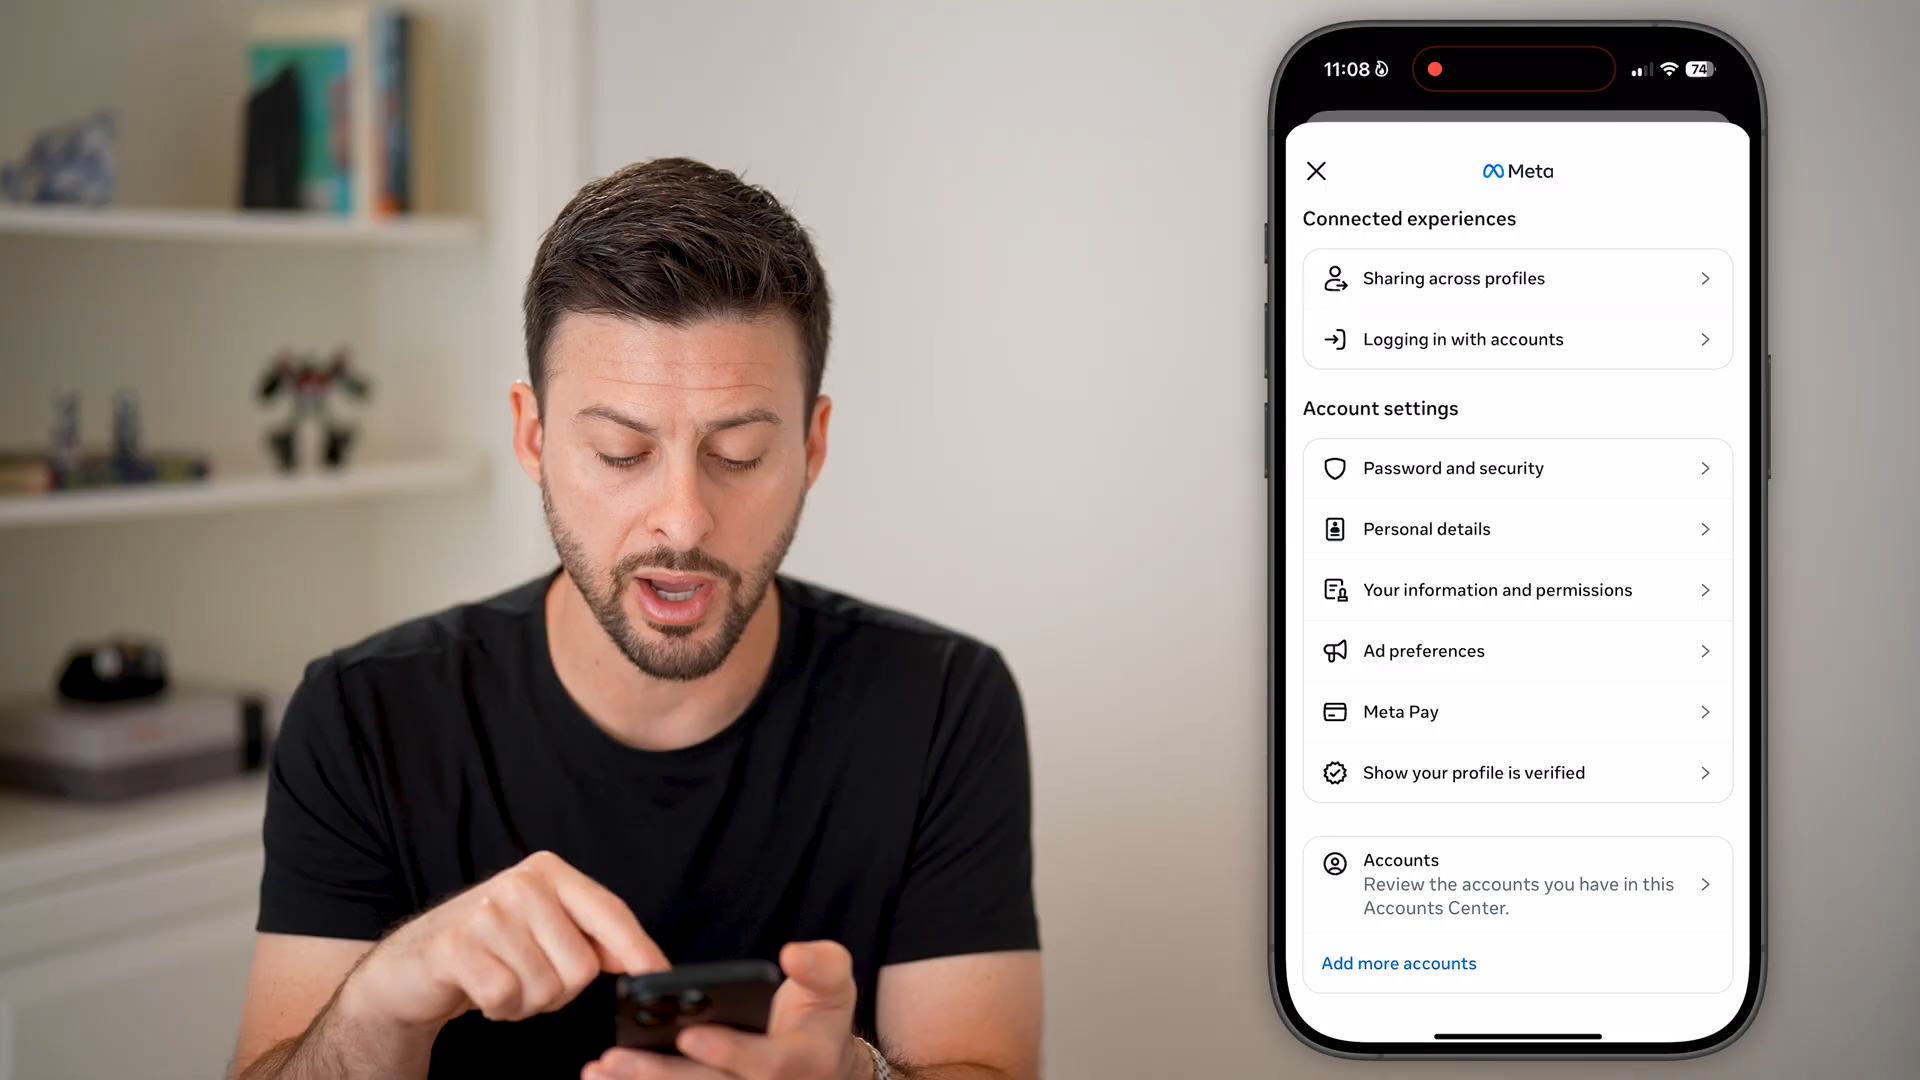 11:08
74
Meta
Connected experiences
Sharing across profiles
Logging in with accounts
Account settings
Password and security
Personal details
Your information and permissions
Ad preferences
Meta Pay
Show your profile is verified
Accounts
Review the accounts you have in this
Accounts Center.
Add more accounts